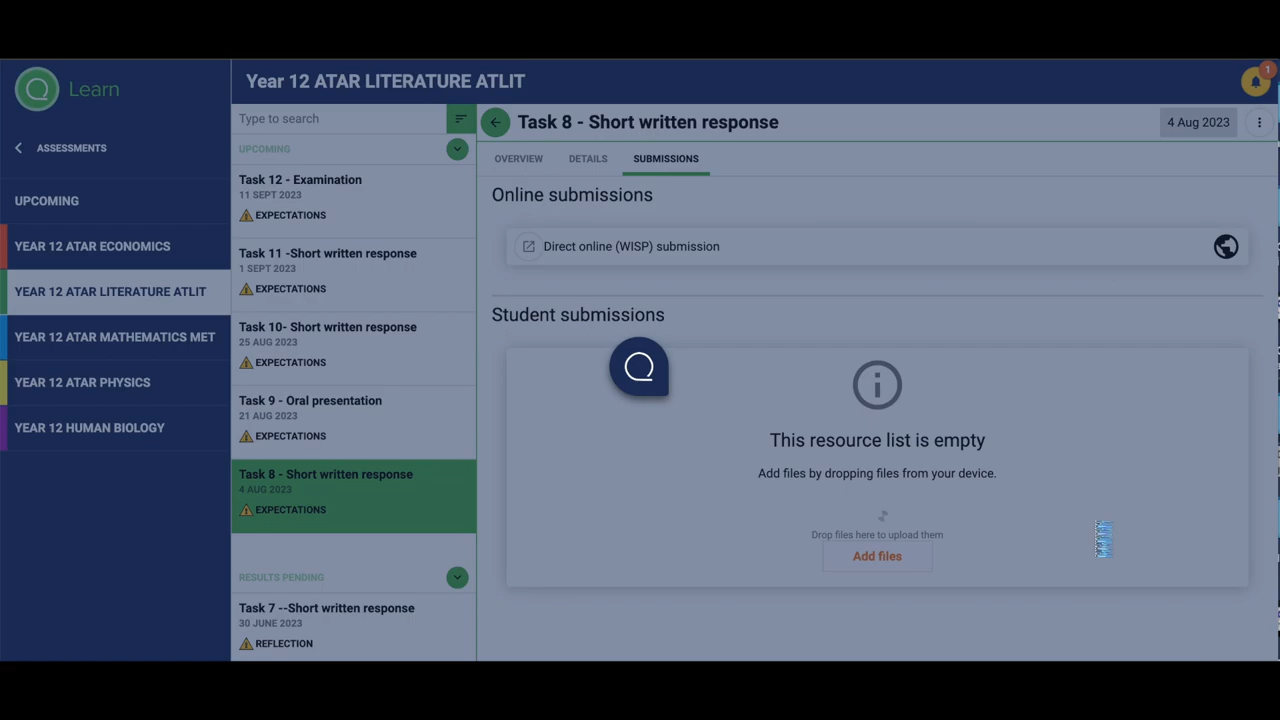 Learn
ASSESSMENTS
UPCOMING
YEAR 12 ATAR ECONOMICS
YEAR 12 ATAR LITERATURE ATLIT
YEAR 12 ATAR MATHEMATICS MET
YEAR 12 ATAR PHYSICS
YEAR 12 HUMAN BIOLOGY
Year 12 ATAR LITERATURE ATLIT
1
Type to search
UPCOMING
Task 12 - Examination
11 SEPT 2023
EXPECTATIONS
Task 11 -Short written response
1 SEPT 2023
EXPECTATIONS
Task 10- Short written response
25 AUG 2023
EXPECTATIONS
Task 9 - Oral presentation
21 AUG 2023
EXPECTATIONS
Task 8 - Short written response
4 AUG 2023
EXPECTATIONS
RESULTS PENDING
Task 7 --Short written response
30 JUNE 2023
REFLECTION
Task 8 - Short written response
4 Aug 2023
OVERVIEW DETAILS SUBMISSIONS
Online submissions
Direct online (WISP) submission
Student submissions
This resource list is empty
Add files by dropping files from your device.
Drop files here to upload them
Add files